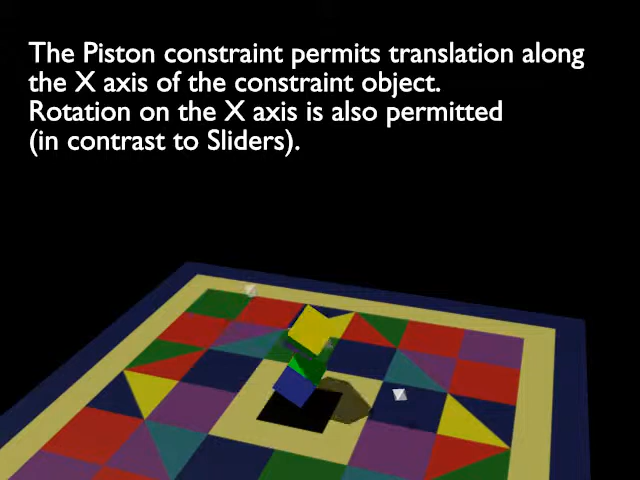 The Piston constraint permits translation along
the X axis of the constraint object.
Rotation on the X axis is also permitted
(in contrast to Sliders).